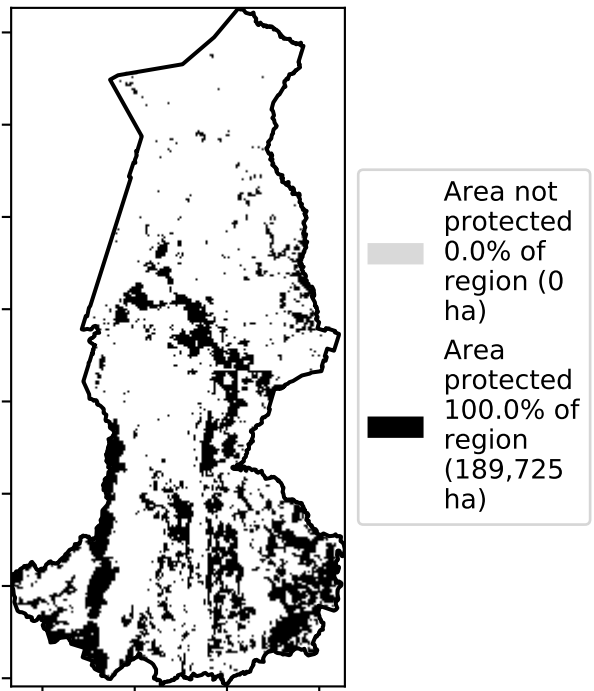 Area not
protected
0.0% of
region (0
ha)
Area
protected
100.0% of
region
(189,725
ha)